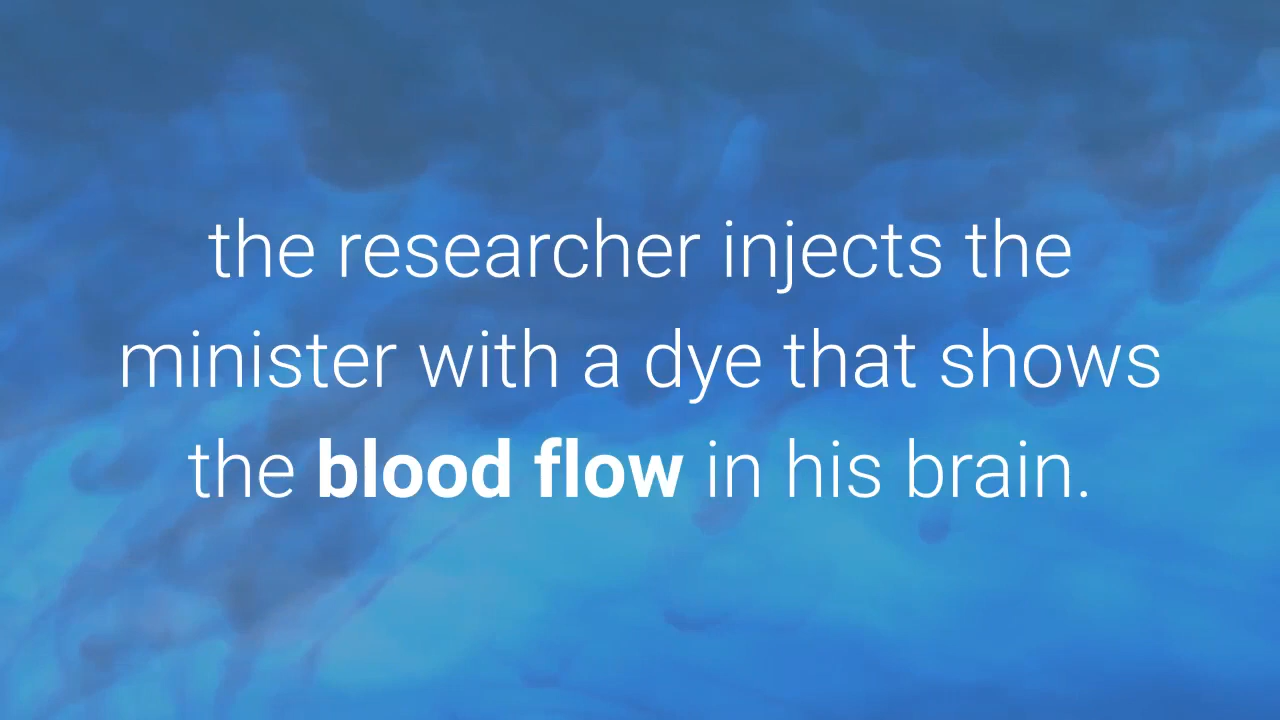 the researcher injects the
minister with a dye that shows
the blood flow in his brain.